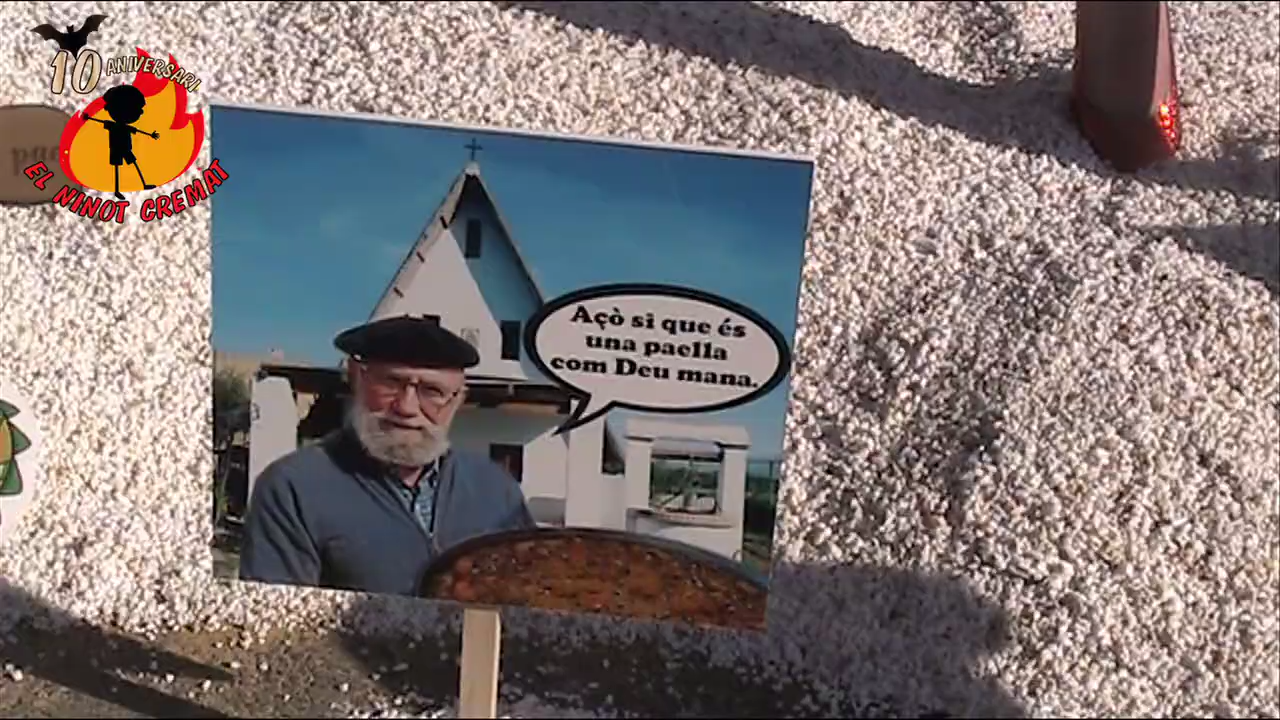 10 ANIVERSARI
EL NINOT CREMAT
Açò si que és
una paella
com Deu mana.